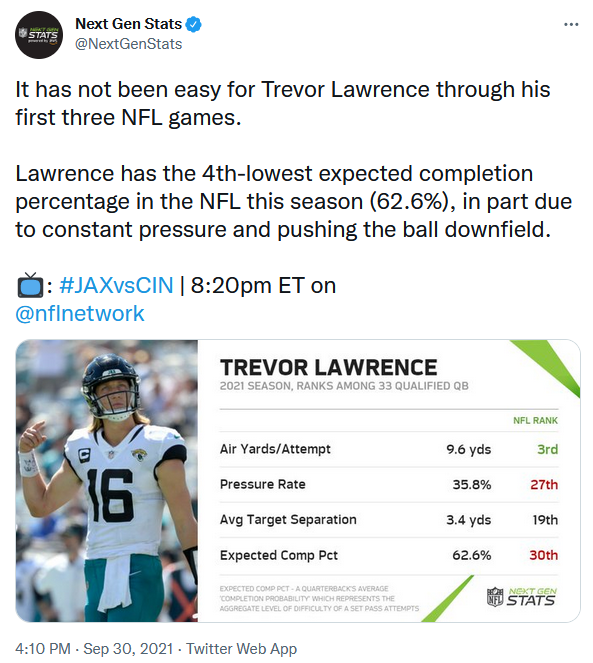 Next Gen Stats
@NextGenStats
It has not been easy for Trevor Lawrence through his
first three NFL games.
Lawrence has the 4th-lowest expected completion
percentage in the NFL this season (62.6%), in part due
to constant pressure and pushing the ball downfield.
📺: #JAXvsCIN | 8:20pm ET on
@nflnetwork
TREVOR LAWRENCE
2021 SEASON, RANKS AMONG 33 QUALIFIED QB
NFL RANK
Air Yards/Attempt 9.6 yds 3rd
Pressure Rate 35.8% 27th
Avg Target Separation 3.4 yds 19th
Expected Comp Pct 62.6% 30th
EXPECTED COMP PCT - A QUARTERBACK'S AVERAGE
'COMPLETION PROBABILITY' WHICH REPRESENTS THE
AGGREGATE LEVEL OF DIFFICULTY OF A SET PASS ATTEMPTS
NFL NEXT GEN
STATS
C
16
4:10 PM · Sep 30, 2021 · Twitter Web App